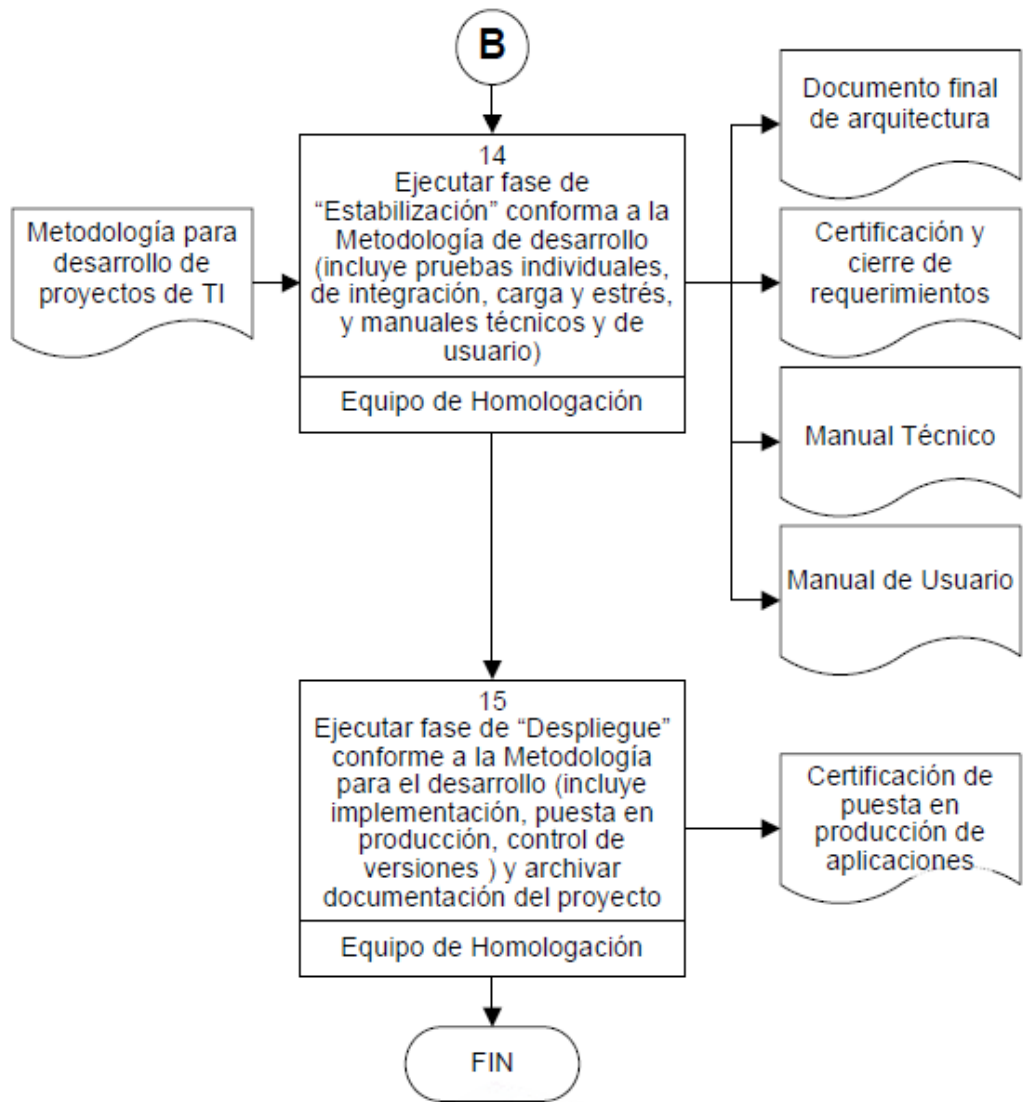 B
14
Ejecutar fase de
“Estabilización” conforma a la
Metodología de desarrollo
(incluye pruebas individuales,
de integración, carga y estrés,
y manuales técnicos y de
usuario)
Equipo de Homologación
Metodología para
desarrollo de
proyectos de TI
Documento final
de arquitectura
Certificación y
cierre de
requerimientos
Manual Técnico
Manual de Usuario
15
Ejecutar fase de “Despliegue”
conforme a la Metodología
para el desarrollo (incluye
implementación, puesta en
producción, control de
versiones ) y archivar
documentación del proyecto
Equipo de Homologación
Certificación de
puesta en
producción de
aplicaciones
FIN